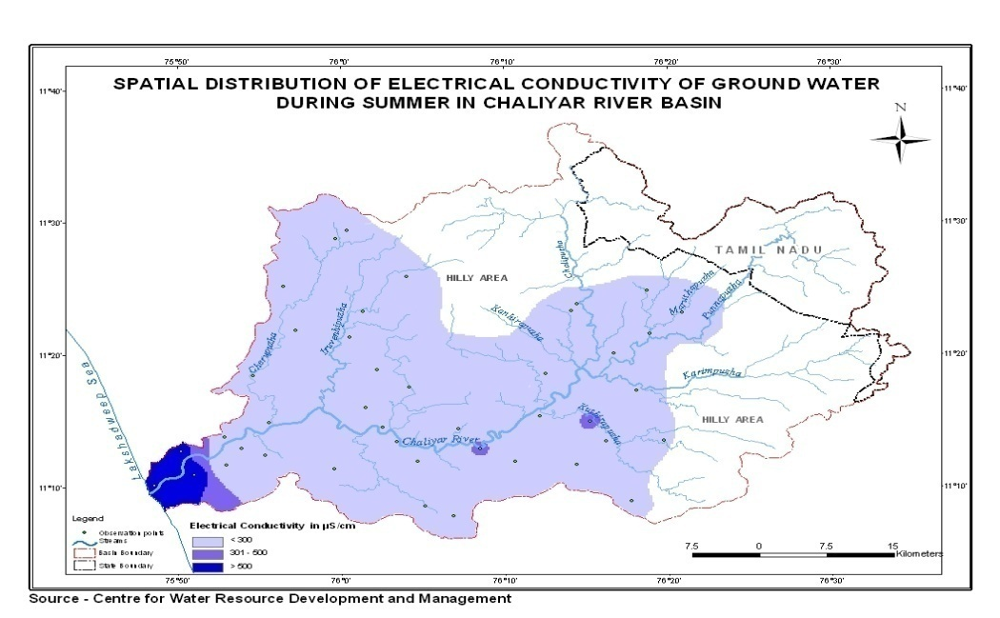 SPATIAL DISTRIBUTION OF ELECTRICAL CONDUCTIVITY OF GROUND WATER
DURING SUMMER IN CHALIYAR RIVER BASIN
75°50' 76°0' 76°10' 76°20' 76°30'
11°40' 11°40'
N
11°30' 11°30'
TAMIL NADU
Cholipuzha
HILLY AREA
Maruthapuzha
Punnapuzha
Kanhirapuzha
Iruvenhipuzha
Cherupuzha
11°20' 11°20'
Karimpuzha
Lakshadweep Sea
HILLY AREA
Chaliyar River
11°10' 11°10'
Legend
Observation points
Streams
Basin Boundary
State Boundary
Electrical Conductivity in µS/cm
< 300
301 - 500
> 500
7.5 0 7.5 15
Kilometers
75°50' 76°0' 76°10' 76°20' 76°30'
Source - Centre for Water Resource Development and Management